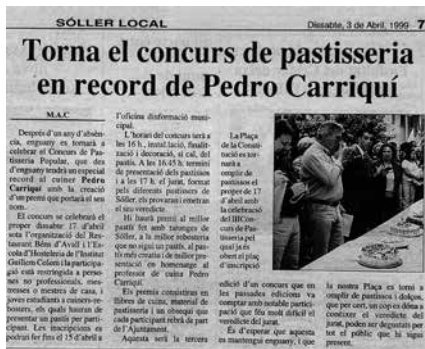 SÓLLER LOCAL
Dissabte, 3 de Abril, 1999 7
Torna el concurs de pastisseria
en record de Pedro Carriquí
M.A.C
Després d'un any d'absèn-
cia, enguany es tornarà a
celebrar el Concurs de Pas-
tisseria Popular, que des
d'enguany tendrà un especial
record al cuiner Pedro
Carriquí amb la creació
d'un premi que portarà el seu
nom.
El concurs se celebrarà el
proper dissabte 17 d'abril
sota l'organització del Res-
taurant Béns d'Avall i l'Es-
cola d'Hosteleria de l'Institut
Guillem Colom i la participa-
ció està restringida a perso-
nes no professionals, mes-
tresses o mestres de casa, i
joves estudiants a cuiners-re-
bosters, els quals hauran de
presentar un pastís per parti-
cipant. Les inscripcions es
podran fer fins el 15 d'abril a
l'oficina d'informació muni-
cipal.
L'horari del concurs serà a
les 16 h., instal.lació, finalit-
zació i decoració, si cal, del
pastís. A les 16.45 h. termini
de presentació dels pastissos
i a les 17 h. el jurat, format
pels diferents pastissers de
Sóller, els provaran i emetran
el seu veredicte.
Hi haurà premi al millor
pastís fet amb taronges de
Sóller, a la millor rebosteria
que no sigui un pastís, al pas-
tís més creatiu i de millor pre-
sentació en homenatge al
professor de cuina Pedro
Carriquí.
Els premis consistiran en
llibres de cuina, material de
pastisseria i un obsequi que
cada participant rebrà de part
de l'Ajuntament.
Aquesta serà la tercera
La Plaça
de la Consti-
tució es tor-
narà a
omplir de
pastissos el
proper de 17
d'abril amb
la celebració
del III Con-
curs de Pas-
tisseria pel
qual ja és
obert el plaç
d'inscripció
edició d'un concurs que en
les passades edicions va
comptar amb notable partici-
pació que féu molt difícil el
veredicte del jurat.
És d'esperar que aquesta
es mantengui enguany, i que
la nostra Plaça es torni a
omplir de pastissos i dolços,
que per cert, un cop es dóna a
conèixer el veredicte del
jurat, poden ser degustats per
tot el públic que hi sigui
present.